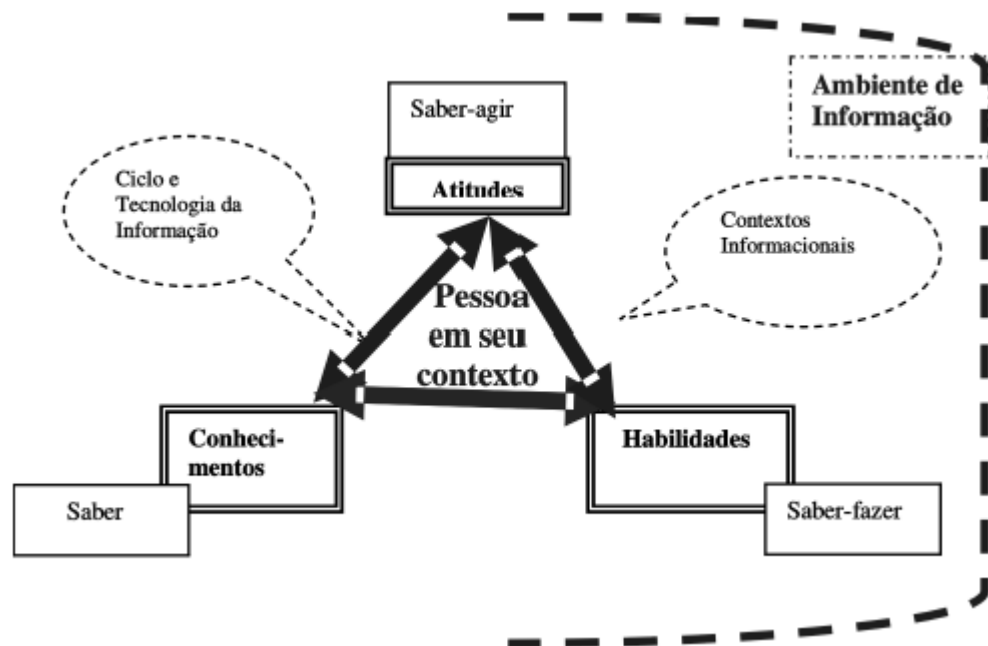 Ambiente de
Informação
Saber-agir
Atitudes
Ciclo e
Tecnologia da
Informação
Contextos
Informacionais
Pessoa
em seu
contexto
Conheci-
mentos
Habilidades
Saber
Saber-fazer